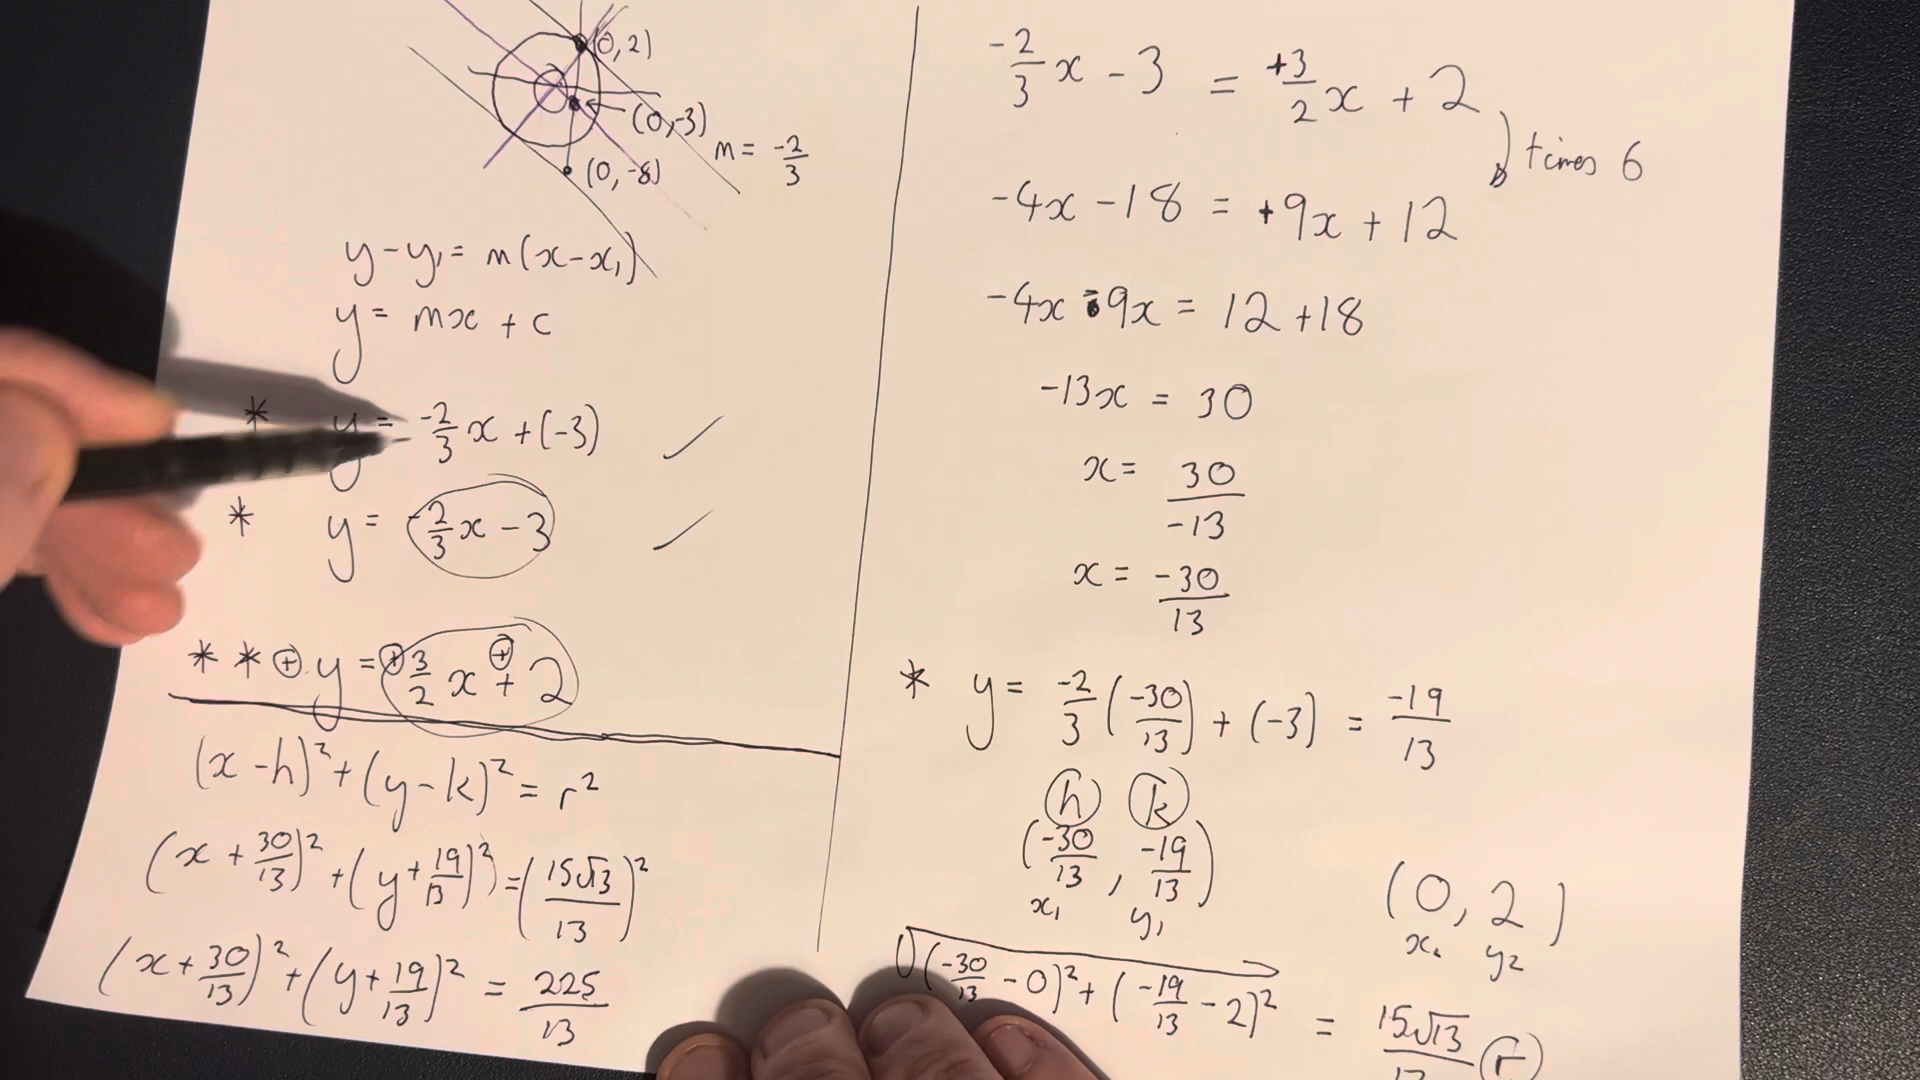 (0,2)
(0,-3)
m = -2/3
(0,-8)
y-y₁ = m(x-x₁)
y = mx + c
* y = -2/3 x + (-3) ✓
* y = -2/3 x - 3 ✓
* * ⊕ y = ⊕ 3/2 x + 2
⊕
(x-h)² + (y-k)² = r²
(x + 30/13)² + (y + 19/13)² = (15√13/13)²
(x + 30/13)² + (y + 19/13)² = 225/13
-2/3 x - 3 = +3/2 x + 2
times 6
-4x - 18 = +9x + 12
-4x - 9x = 12 + 18
-13x = 30
x = 30/-13
x = -30/13
* y = -2/3 (-30/13) + (-3) = -19/13
h k
(-30/13, -19/13)
x₁ y₁
(0, 2)
x₂ y₂
√((-30/13 - 0)² + (-19/13 - 2)²) = 15√13/13 r